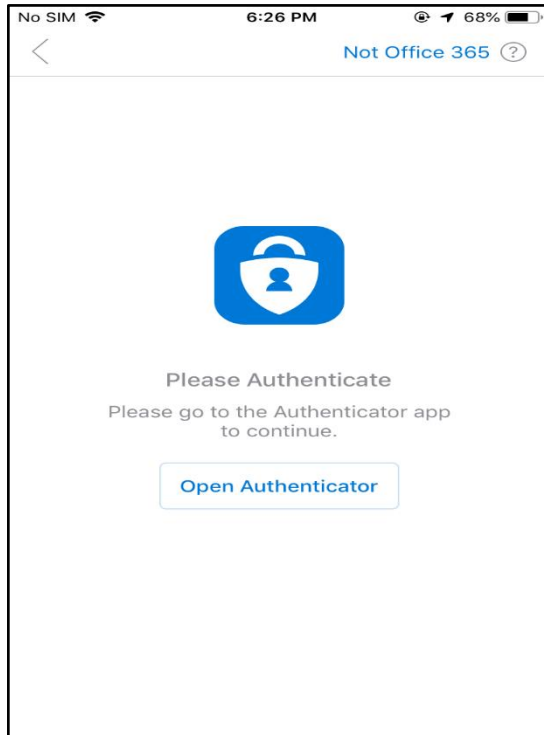 No SIM 6:26 PM 68%
Not Office 365 ?
Please Authenticate
Please go to the Authenticator app
to continue.
Open Authenticator